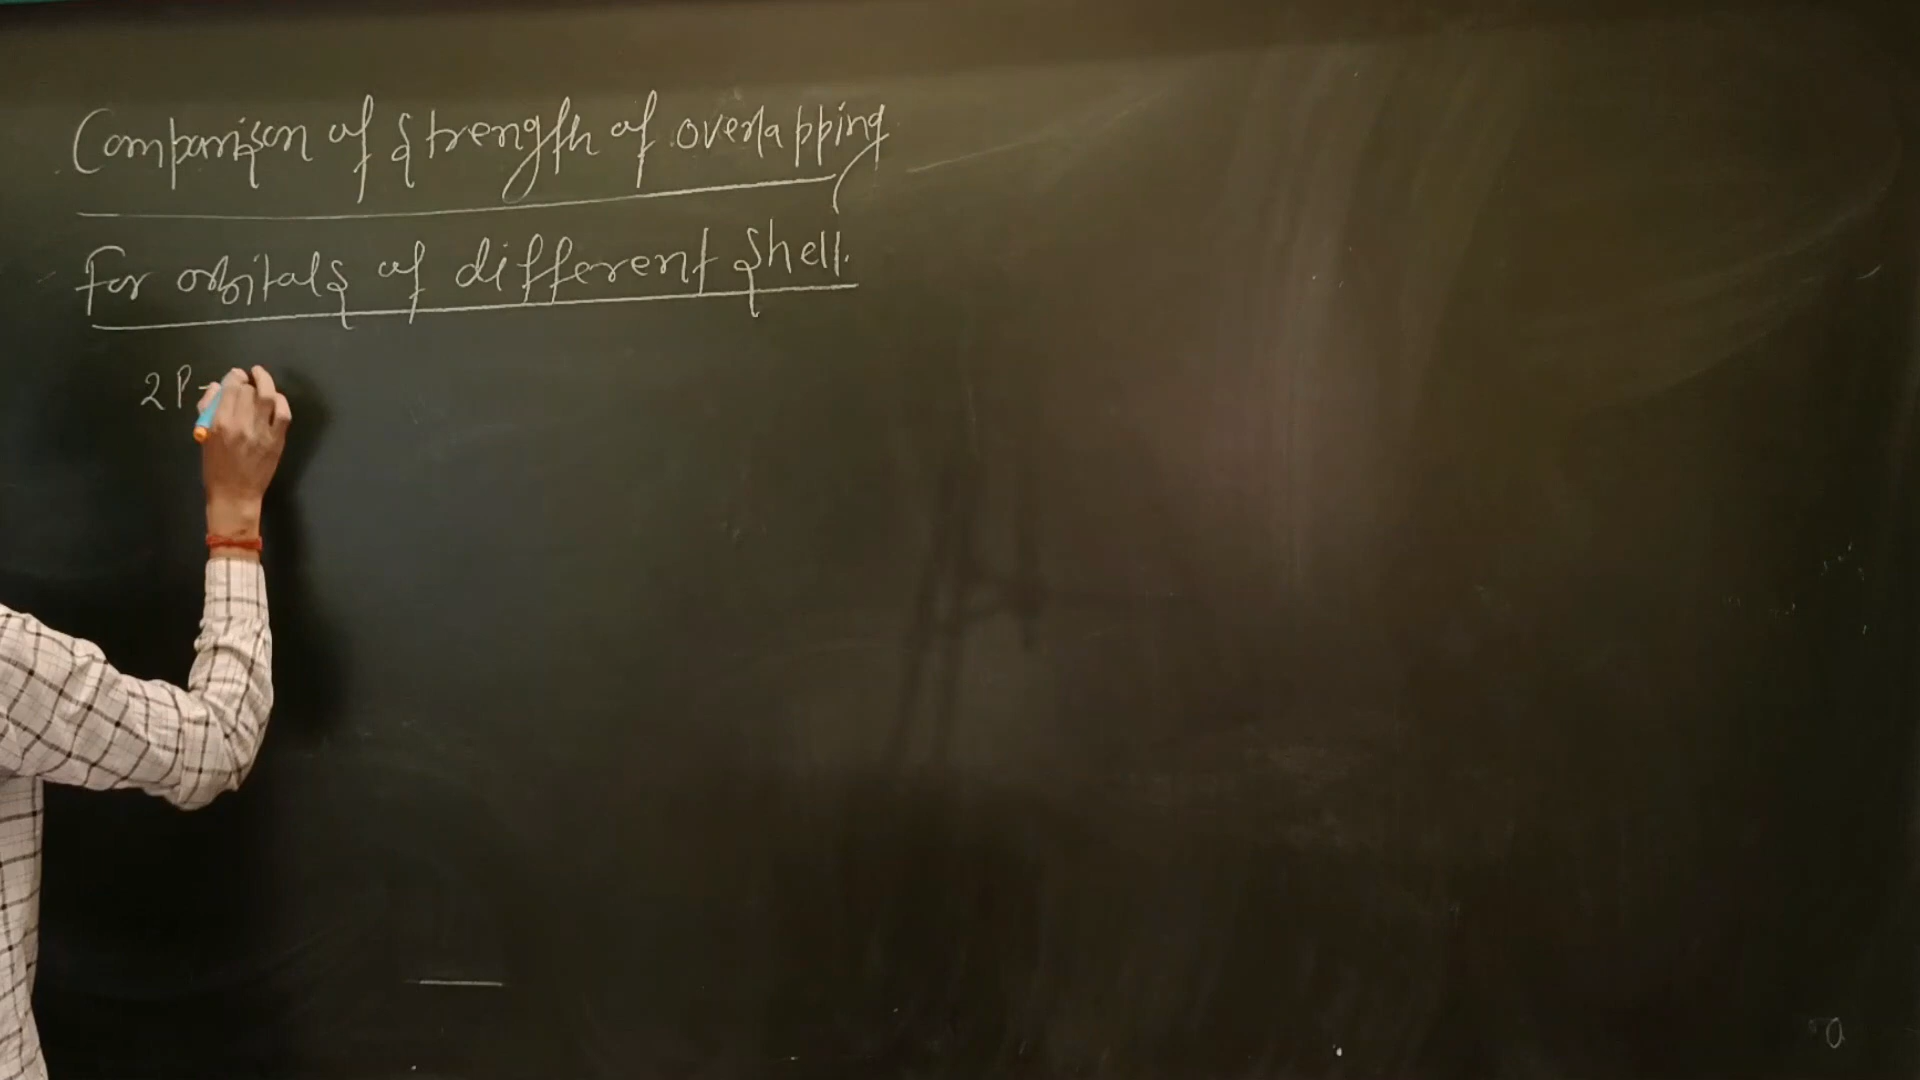 Comparison of strength of overlapping
For orbitals of different shell.
2P-